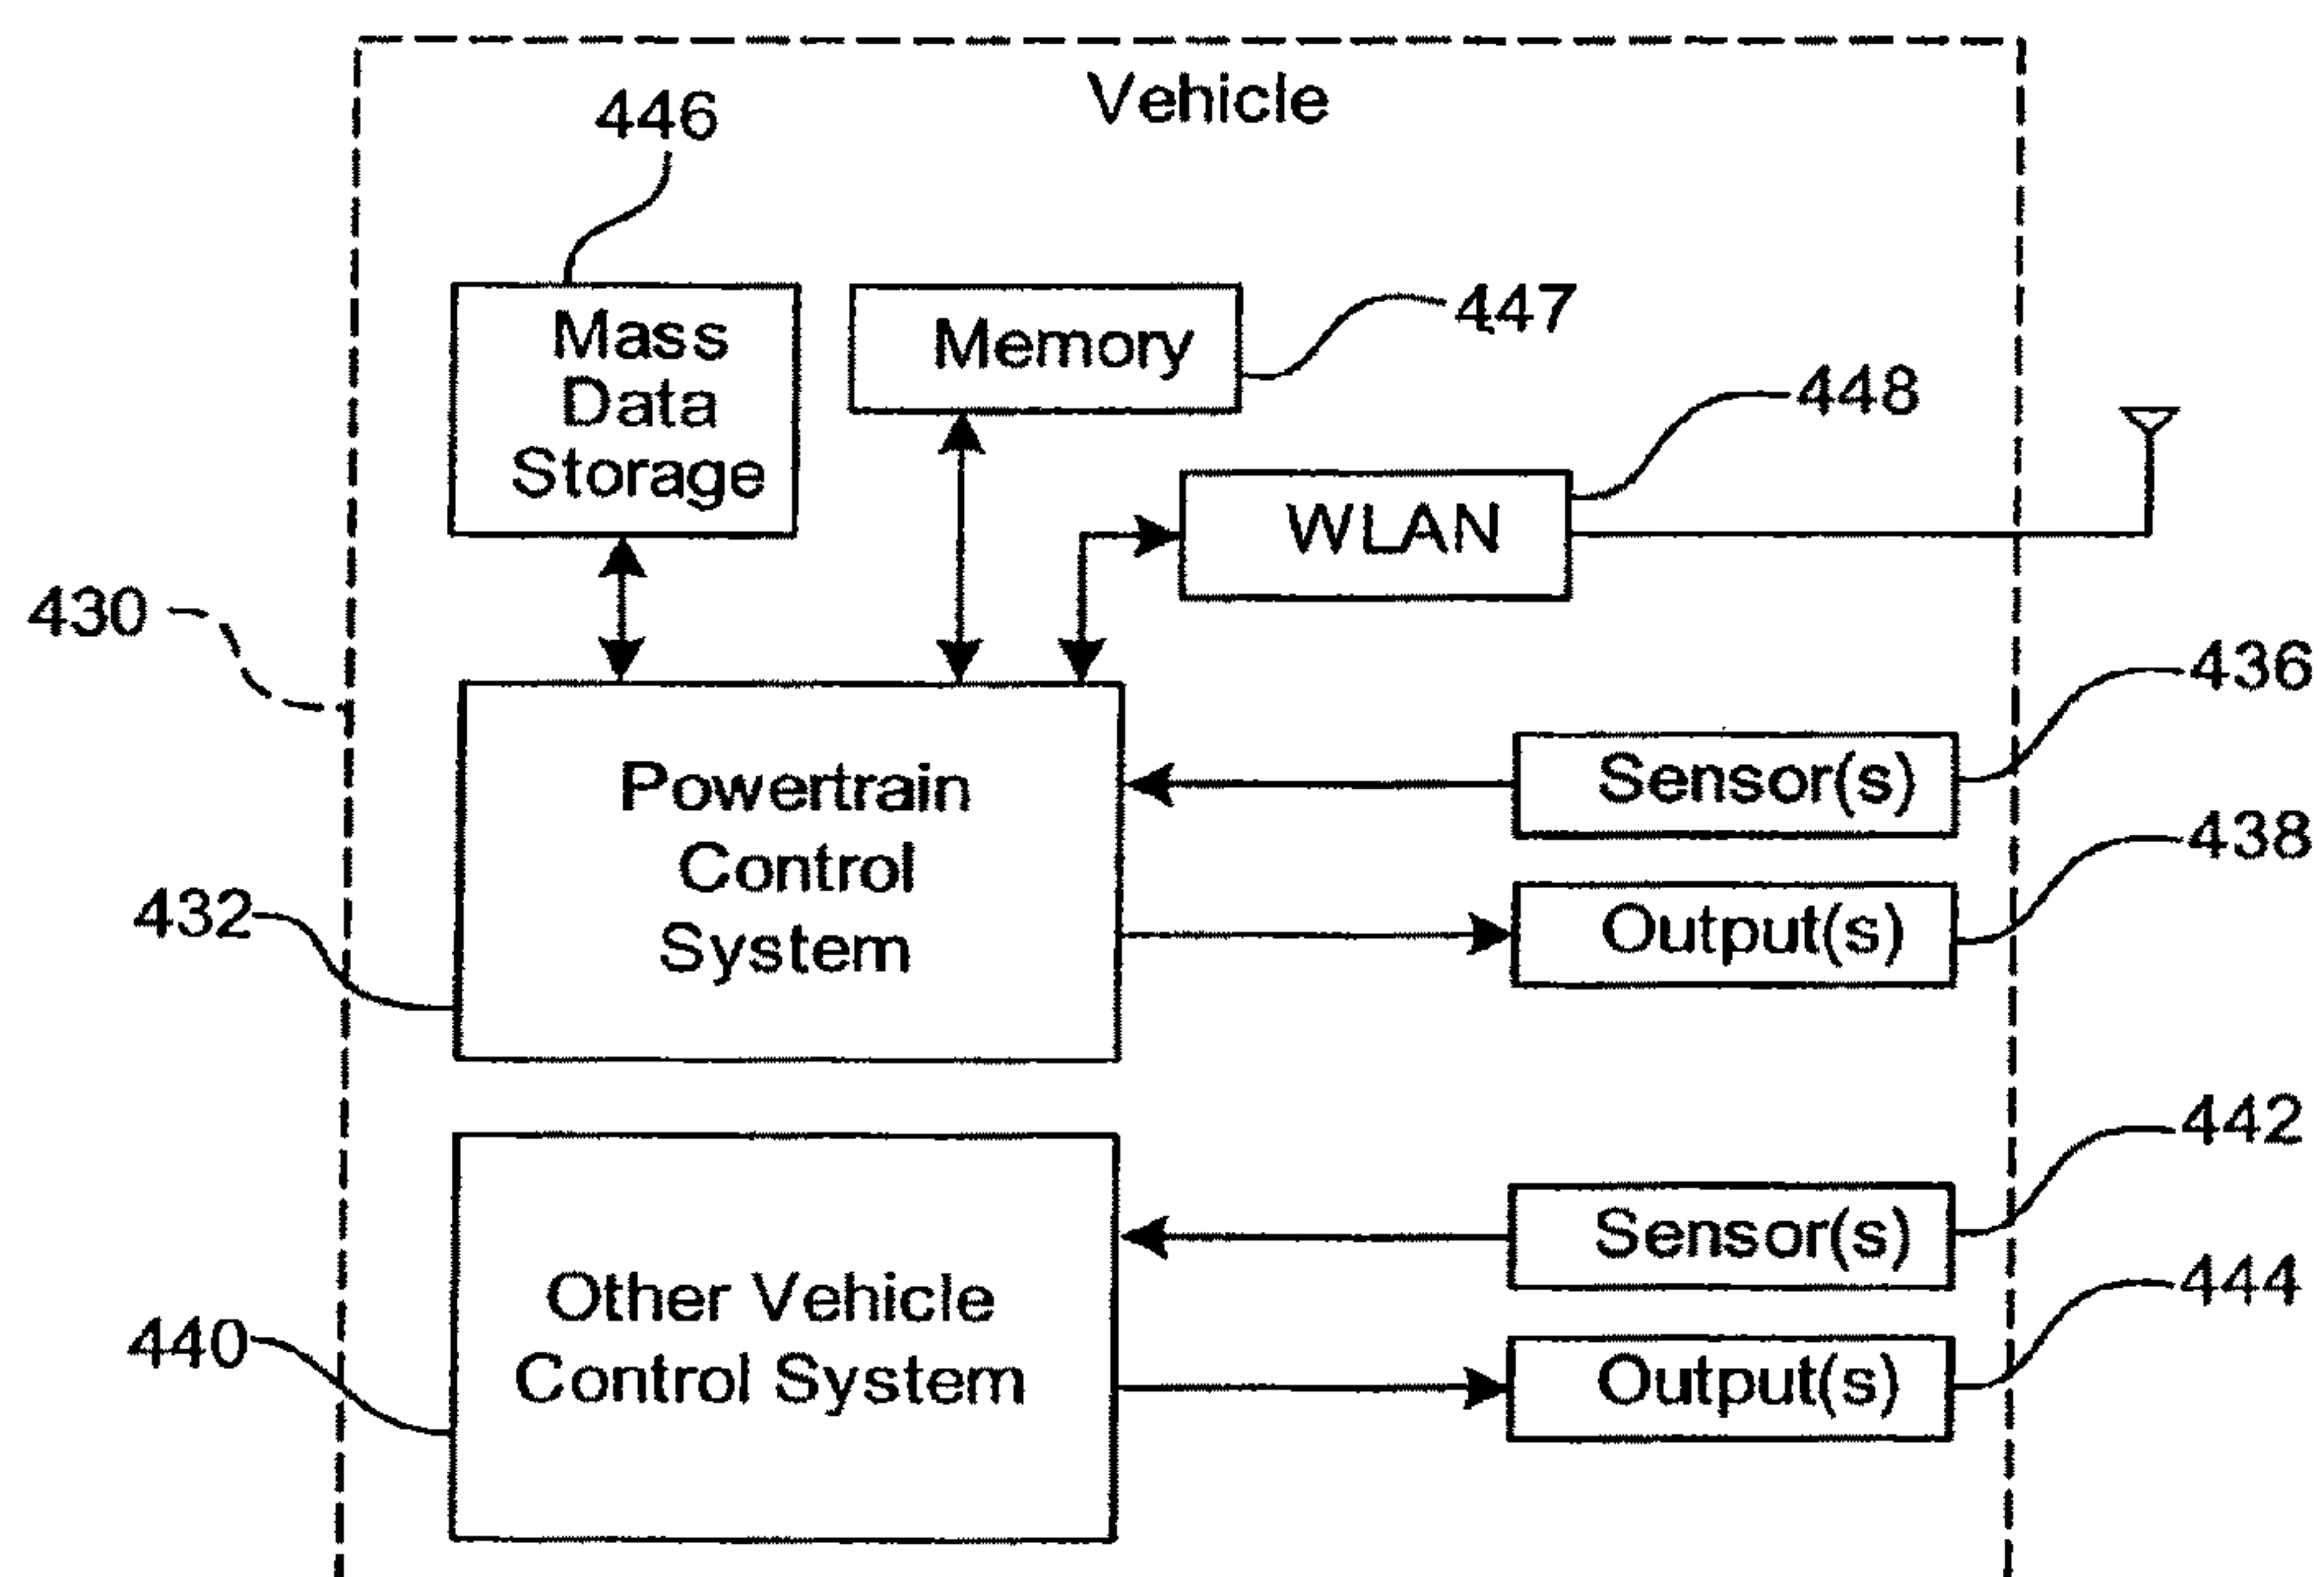 Vehicle
446
Mass
Data
Storage
Memory
447
448
WLAN
430
436
Sensor(s)
Powertrain
Control
System
438
Output(s)
432
442
Sensor(s)
444
Other Vehicle
Control System
Output(s)
440